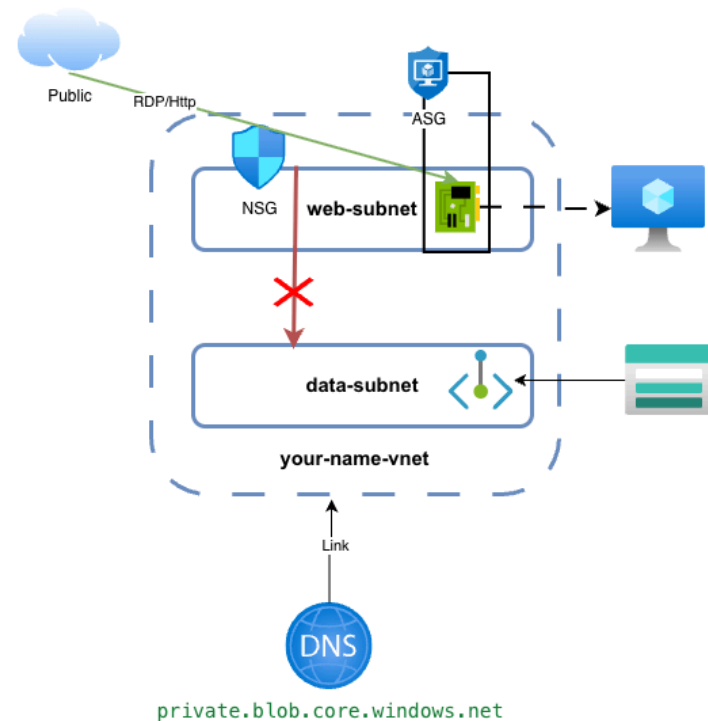 Public
RDP/Http
ASG
NSG
web-subnet
data-subnet
your-name-vnet
Link
DNS
private.blob.core.windows.net